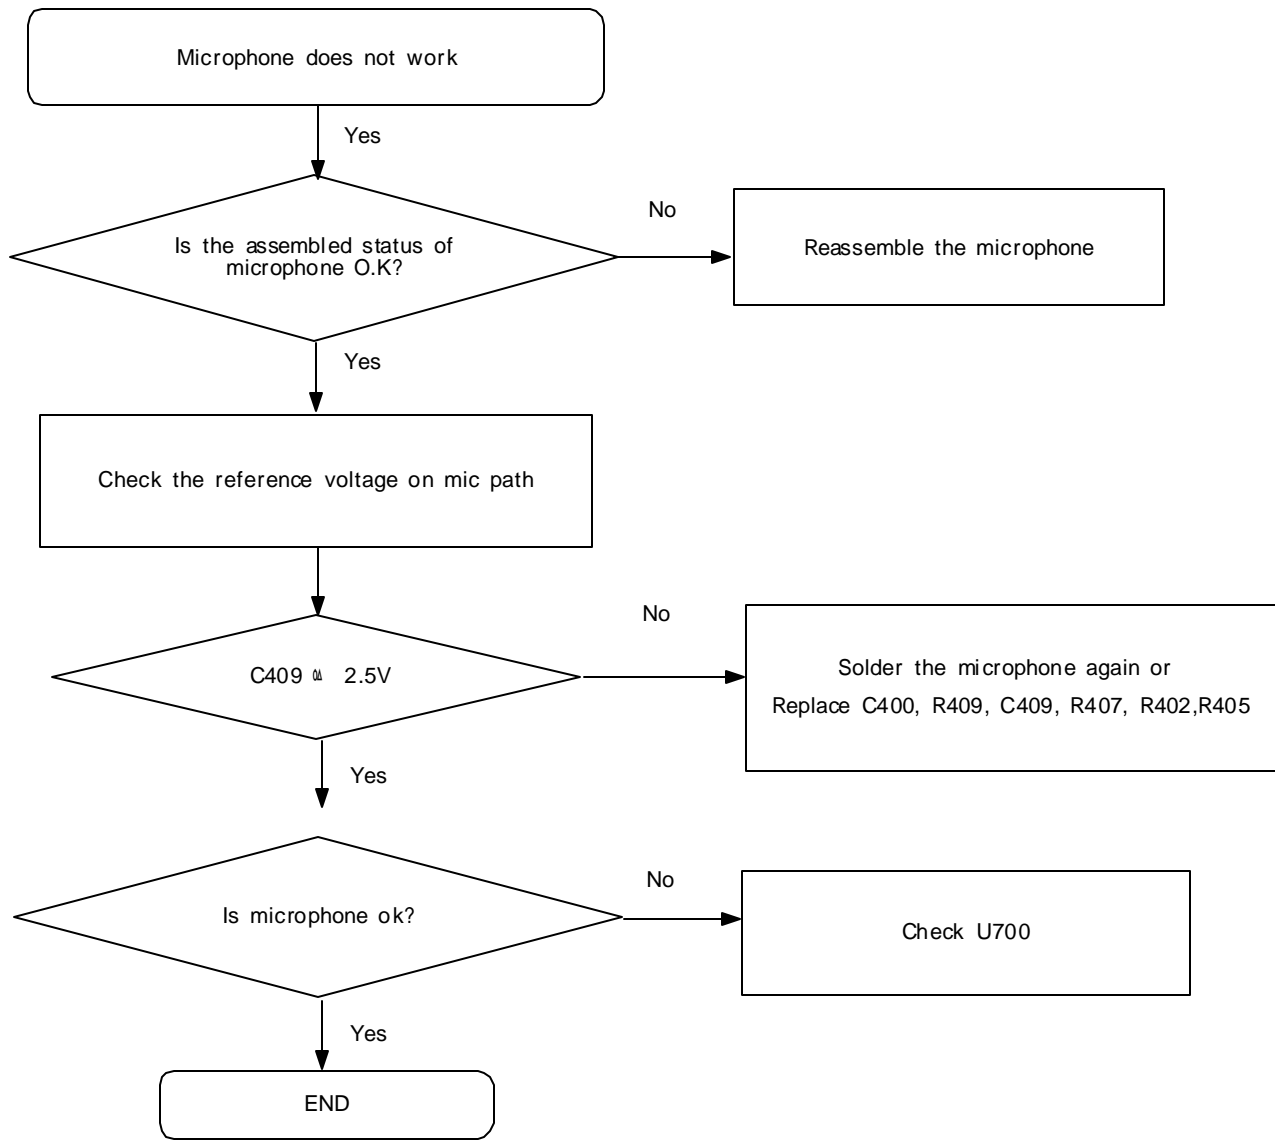 Microphone does not work
Yes
Is the assembled status of
microphone O.K?
No
Reassemble the microphone
Yes
Check the reference voltage on mic path
C409 2.5V
No
Solder the microphone again or
Replace C400, R409, C409, R407, R402,R405
Yes
Is microphone ok?
No
Check U700
Yes
END